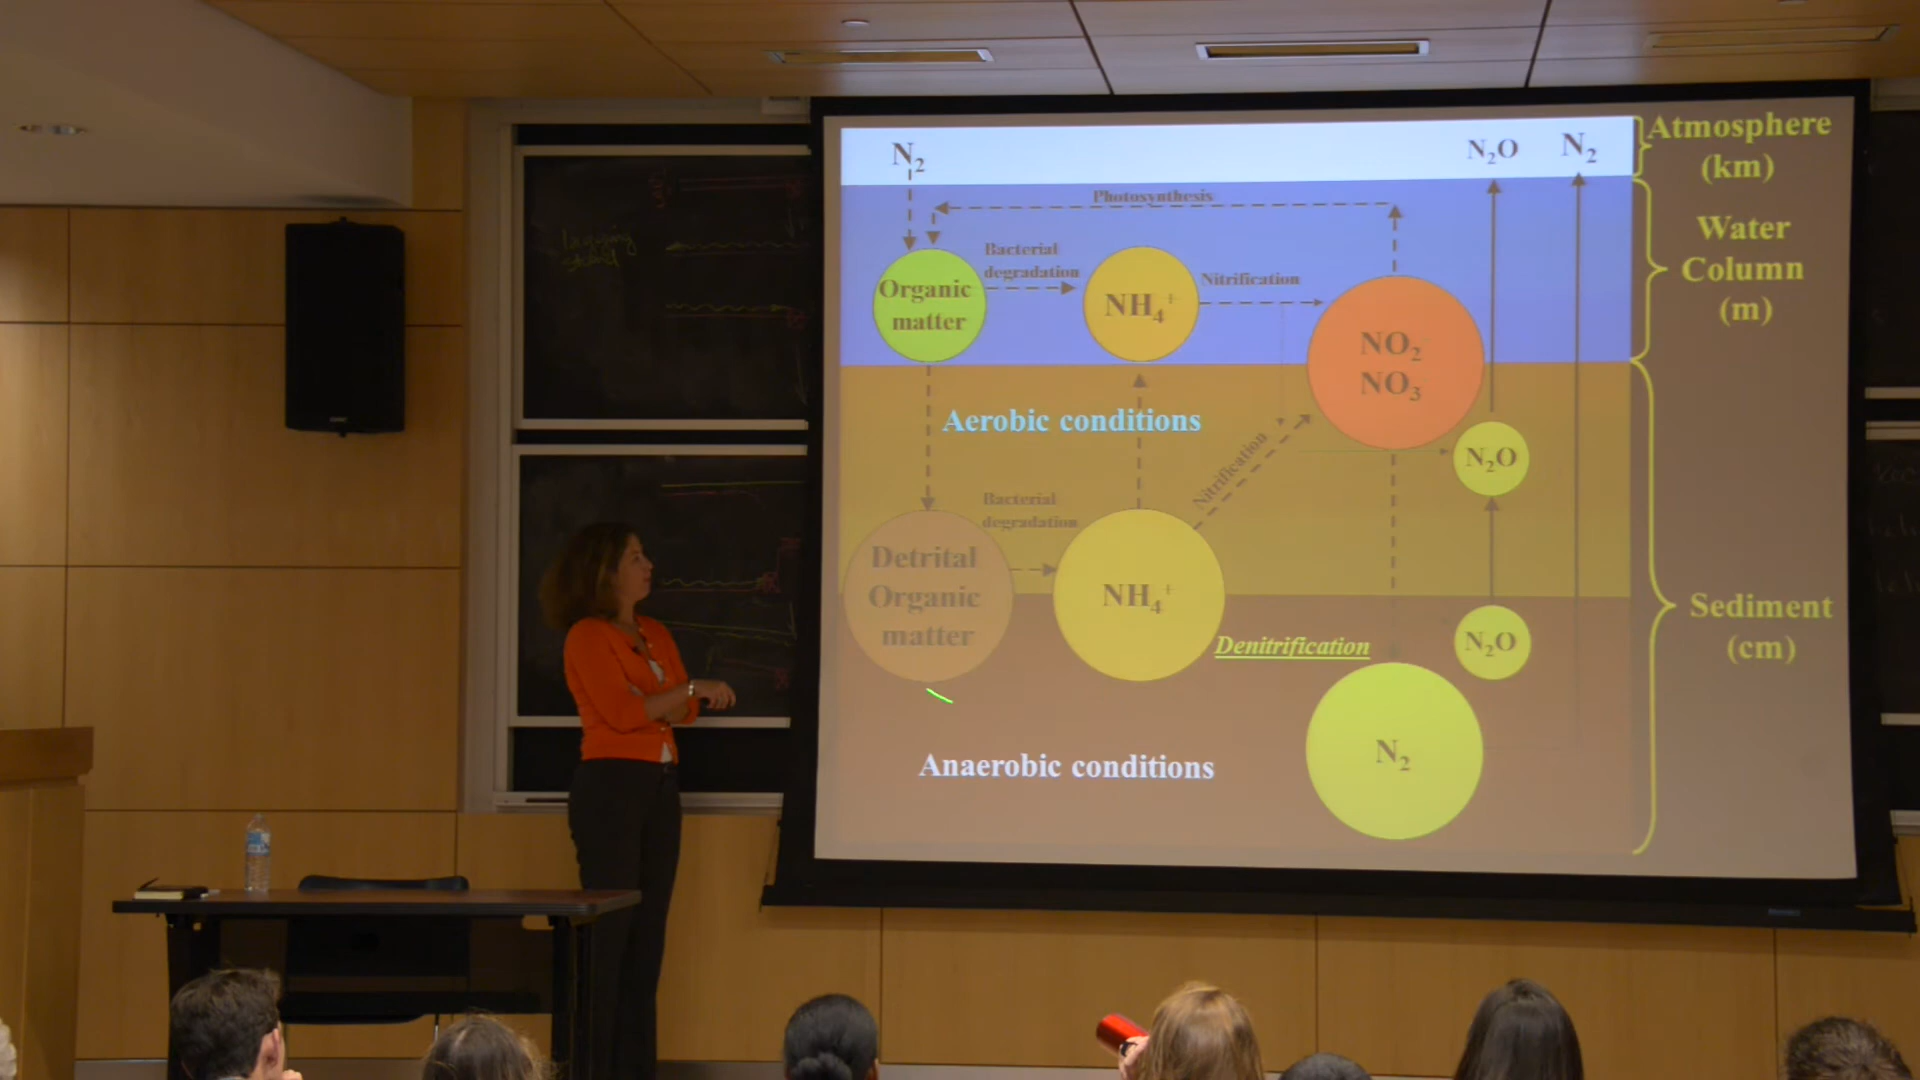 N₂
N₂O
N₂
Atmosphere
(km)
Photosynthesis
Water
Column
(m)
Bacterial
degradation
Nitrification
Organic
matter
NH₄⁺
NO₂
NO₃
Aerobic conditions
Nitrification
N₂O
Bacterial
degradation
Detrital
Organic
matter
NH₄⁺
Denitrification
N₂O
Sediment
(cm)
N₂
Anaerobic conditions